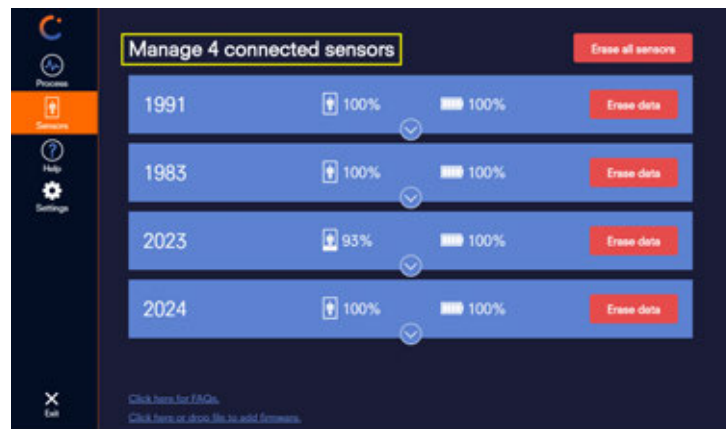 Manage 4 connected sensors
Erase all sensors
Process
Sensors
Help
Settings
Exit
1991 100% 100% Erase data
1983 100% 100% Erase data
2023 93% 100% Erase data
2024 100% 100% Erase data
Click here for FAQs.
Click here or drop file to add firmware.